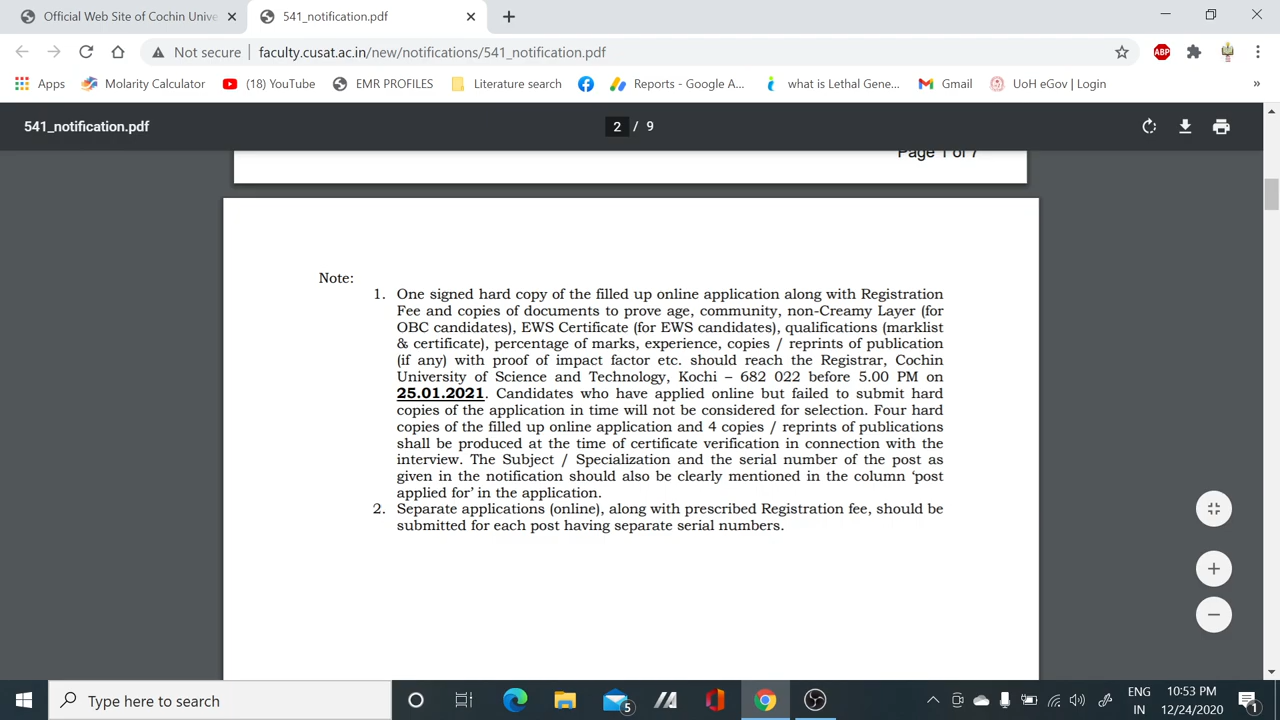 Official Web Site of Cochin Unive
541_notification.pdf
Not secure
faculty.cusat.ac.in/new/notifications/541_notification.pdf
ABP
Apps
Molarity Calculator
(18) YouTube
EMR PROFILES
Literature search
Reports - Google A...
what is Lethal Gene...
Gmail
UoH eGov | Login
»
541_notification.pdf
2 / 9
Page 1 of 7
Note:
1. One signed hard copy of the filled up online application along with Registration
Fee and copies of documents to prove age, community, non-Creamy Layer (for
OBC candidates), EWS Certificate (for EWS candidates), qualifications (marklist
& certificate), percentage of marks, experience, copies / reprints of publication
(if any) with proof of impact factor etc. should reach the Registrar, Cochin
University of Science and Technology, Kochi – 682 022 before 5.00 PM on
25.01.2021. Candidates who have applied online but failed to submit hard
copies of the application in time will not be considered for selection. Four hard
copies of the filled up online application and 4 copies / reprints of publications
shall be produced at the time of certificate verification in connection with the
interview. The Subject / Specialization and the serial number of the post as
given in the notification should also be clearly mentioned in the column ‘post
applied for’ in the application.
2. Separate applications (online), along with prescribed Registration fee, should be
submitted for each post having separate serial numbers.
Type here to search
5
ENG
IN
10:53 PM
12/24/2020
1